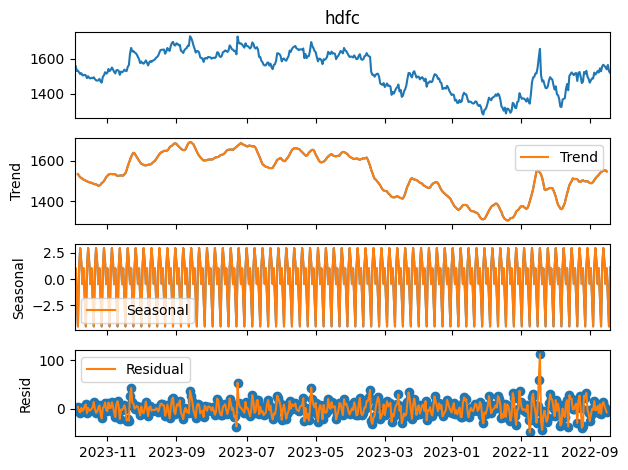 hdfc
1600
1400
Trend
1600
1400
Trend
Seasonal
2.5
0.0
−2.5
Seasonal
Resid
100
0
Residual
2023-11 2023-09 2023-07 2023-05 2023-03 2023-01 2022-11 2022-09